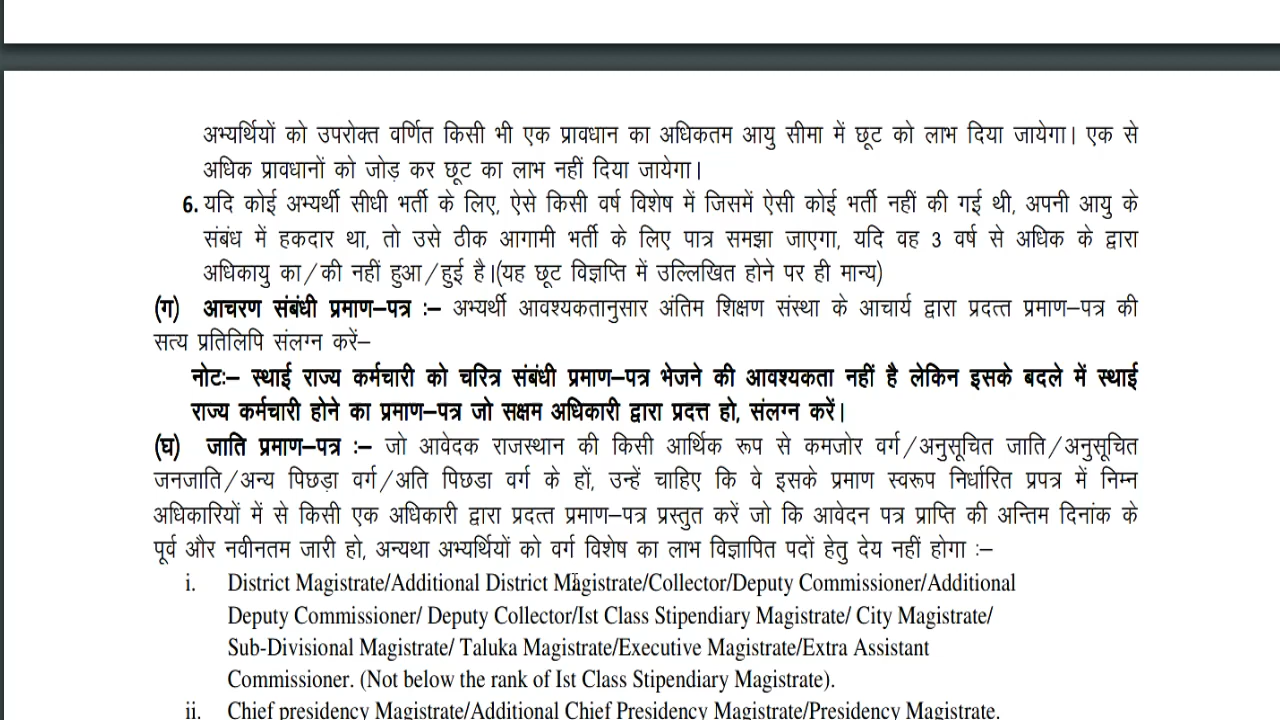 अभ्यर्थियों को उपरोक्त वर्णित किसी भी एक प्रावधान का अधिकतम आयु सीमा में छूट को लाभ दिया जायेगा। एक से
अधिक प्रावधानों को जोड़ कर छूट का लाभ नहीं दिया जायेगा।
6. यदि कोई अभ्यर्थी सीधी भर्ती के लिए, ऐसे किसी वर्ष विशेष में जिसमें ऐसी कोई भर्ती नहीं की गई थी, अपनी आयु के
संबंध में हकदार था, तो उसे ठीक आगामी भर्ती के लिए पात्र समझा जाएगा, यदि वह 3 वर्ष से अधिक के द्वारा
अधिकायु का/की नहीं हुआ/हुई है।(यह छूट विज्ञप्ति में उल्लिखित होने पर ही मान्य)
(ग) आचरण संबंधी प्रमाण–पत्र :– अभ्यर्थी आवश्यकतानुसार अंतिम शिक्षण संस्था के आचार्य द्वारा प्रदत्त प्रमाण–पत्र की
सत्य प्रतिलिपि संलग्न करें–
नोटः– स्थाई राज्य कर्मचारी को चरित्र संबंधी प्रमाण–पत्र भेजने की आवश्यकता नहीं है लेकिन इसके बदले में स्थाई
राज्य कर्मचारी होने का प्रमाण–पत्र जो सक्षम अधिकारी द्वारा प्रदत्त हो, संलग्न करें।
(घ) जाति प्रमाण–पत्र :– जो आवेदक राजस्थान की किसी आर्थिक रूप से कमजोर वर्ग/अनुसूचित जाति/अनुसूचित
जनजाति/अन्य पिछड़ा वर्ग/अति पिछडा वर्ग के हों, उन्हें चाहिए कि वे इसके प्रमाण स्वरूप निर्धारित प्रपत्र में निम्न
अधिकारियों में से किसी एक अधिकारी द्वारा प्रदत्त प्रमाण–पत्र प्रस्तुत करें जो कि आवेदन पत्र प्राप्ति की अन्तिम दिनांक के
पूर्व और नवीनतम जारी हो, अन्यथा अभ्यर्थियों को वर्ग विशेष का लाभ विज्ञापित पदों हेतु देय नहीं होगा :–
i. District Magistrate/Additional District Magistrate/Collector/Deputy Commissioner/Additional
Deputy Commissioner/ Deputy Collector/Ist Class Stipendiary Magistrate/ City Magistrate/
Sub-Divisional Magistrate/ Taluka Magistrate/Executive Magistrate/Extra Assistant
Commissioner. (Not below the rank of Ist Class Stipendiary Magistrate).
ii. Chief presidency Magistrate/Additional Chief Presidency Magistrate/Presidency Magistrate.